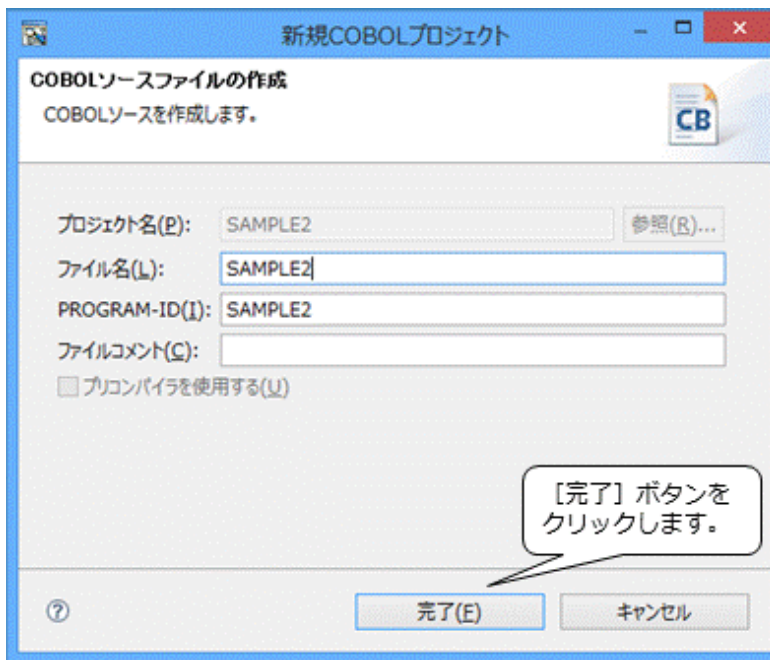 新規COBOLプロジェクト
COBOLソースファイルの作成
COBOLソースを作成します。
CB
プロジェクト名(P): SAMPLE2 参照(R)...
ファイル名(L): SAMPLE2
PROGRAM-ID(I): SAMPLE2
ファイルコメント(C):
プリコンパイラを使用する(U)
［完了］ボタンを
クリックします。
完了(F) キャンセル